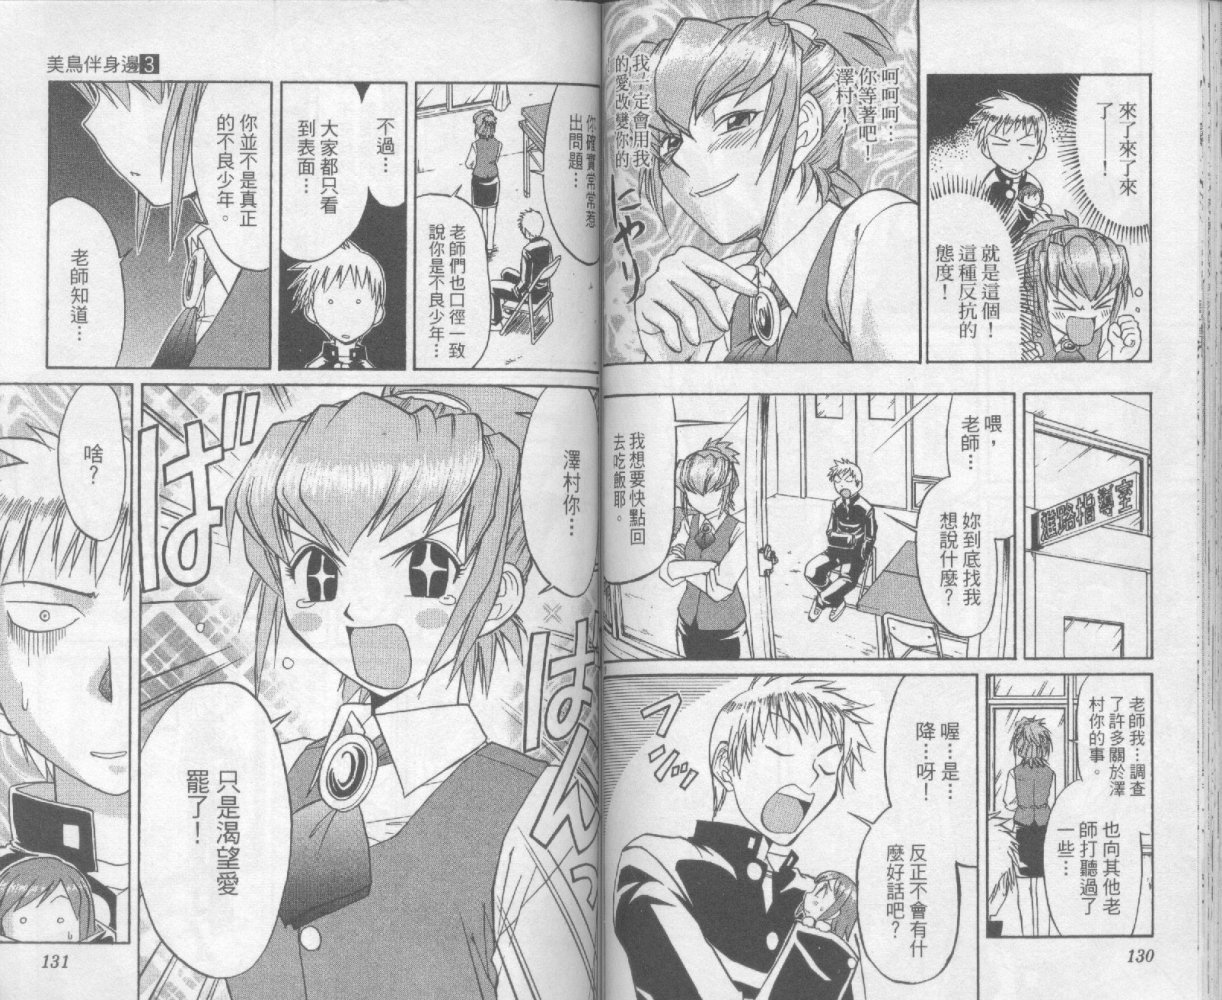 來了來了來
了——！
就是這個！
這種反抗的
態度！
呵呵呵…
你等著吧！
澤村！
我一定會用我
的愛改變你的
にやり
進路指導室
喂，
老師…
妳到底找我
想說什麼？
我想要快點回
去吃飯耶。
老師我…調查
了許多關於澤
村你的事。
也向其他老
師打聽過了
一些…
喔…是…
降…呀！
反正不會有什
麼好話吧？
130
美鳥伴身邊3
你確實常常惹
出問題…
老師們也口徑一致
說你是不良少年…
不過…
大家都只看
到表面…
你並不是真正
的不良少年。
老師知道…
澤村你…
ばば
ばーんっ
只是渴望愛
罷了！
啥？
131